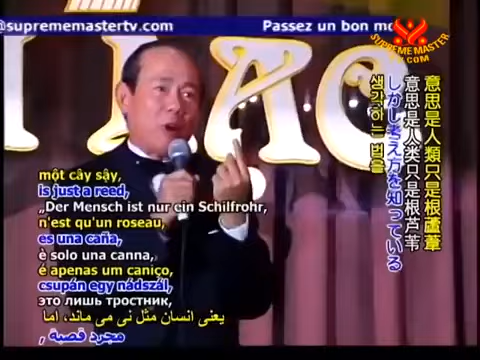 @suprememastertv.com
Passez un bon mo
SUPREME MASTER
TV.COM
意思是人類只是根蘆葦
意思是人类只是根芦苇
しかし考え方を知っている
생각하는 법을
một cây sậy,
is just a reed,
„Der Mensch ist nur ein Schilfrohr,
n'est qu'un roseau,
es una caña,
è solo una canna,
é apenas um caniço,
csupán egy nádszál,
это лишь тростник,
یعنی انسان مثل نی می ماند، اما
مجرد قصبة ,